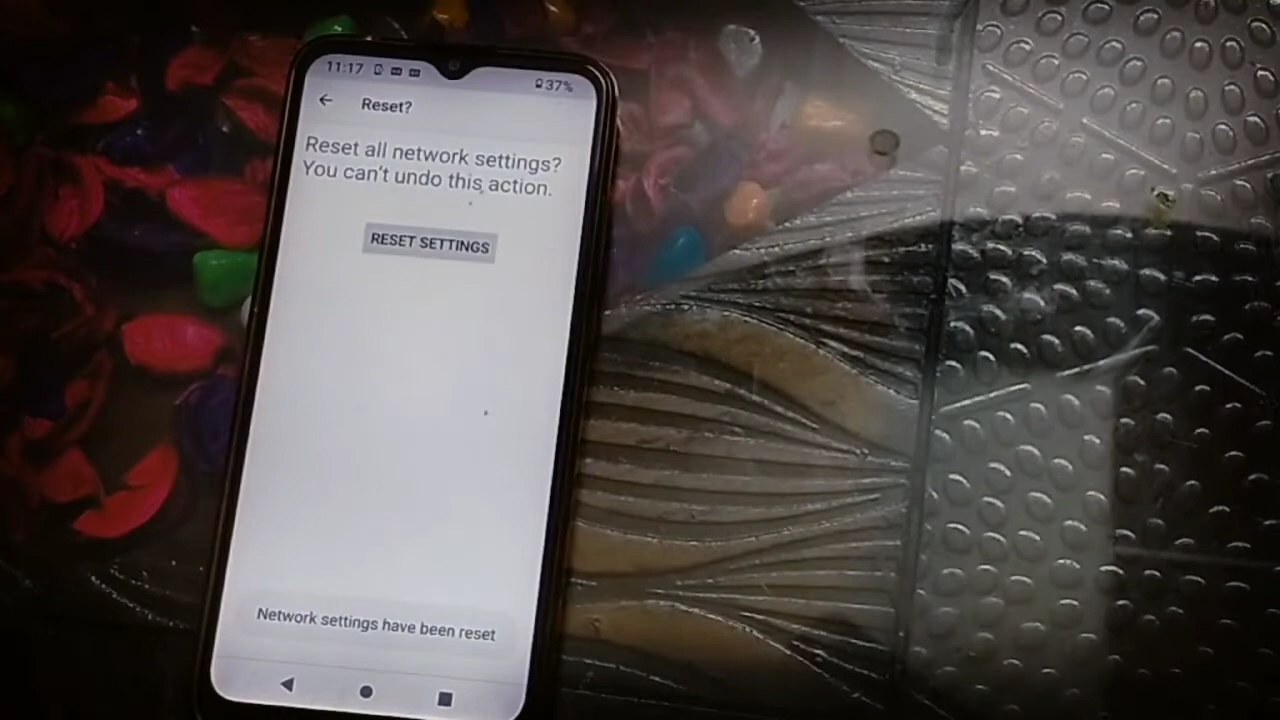 11:17
37%
Reset?
Reset all network settings?
You can't undo this action.
RESET SETTINGS
Network settings have been reset